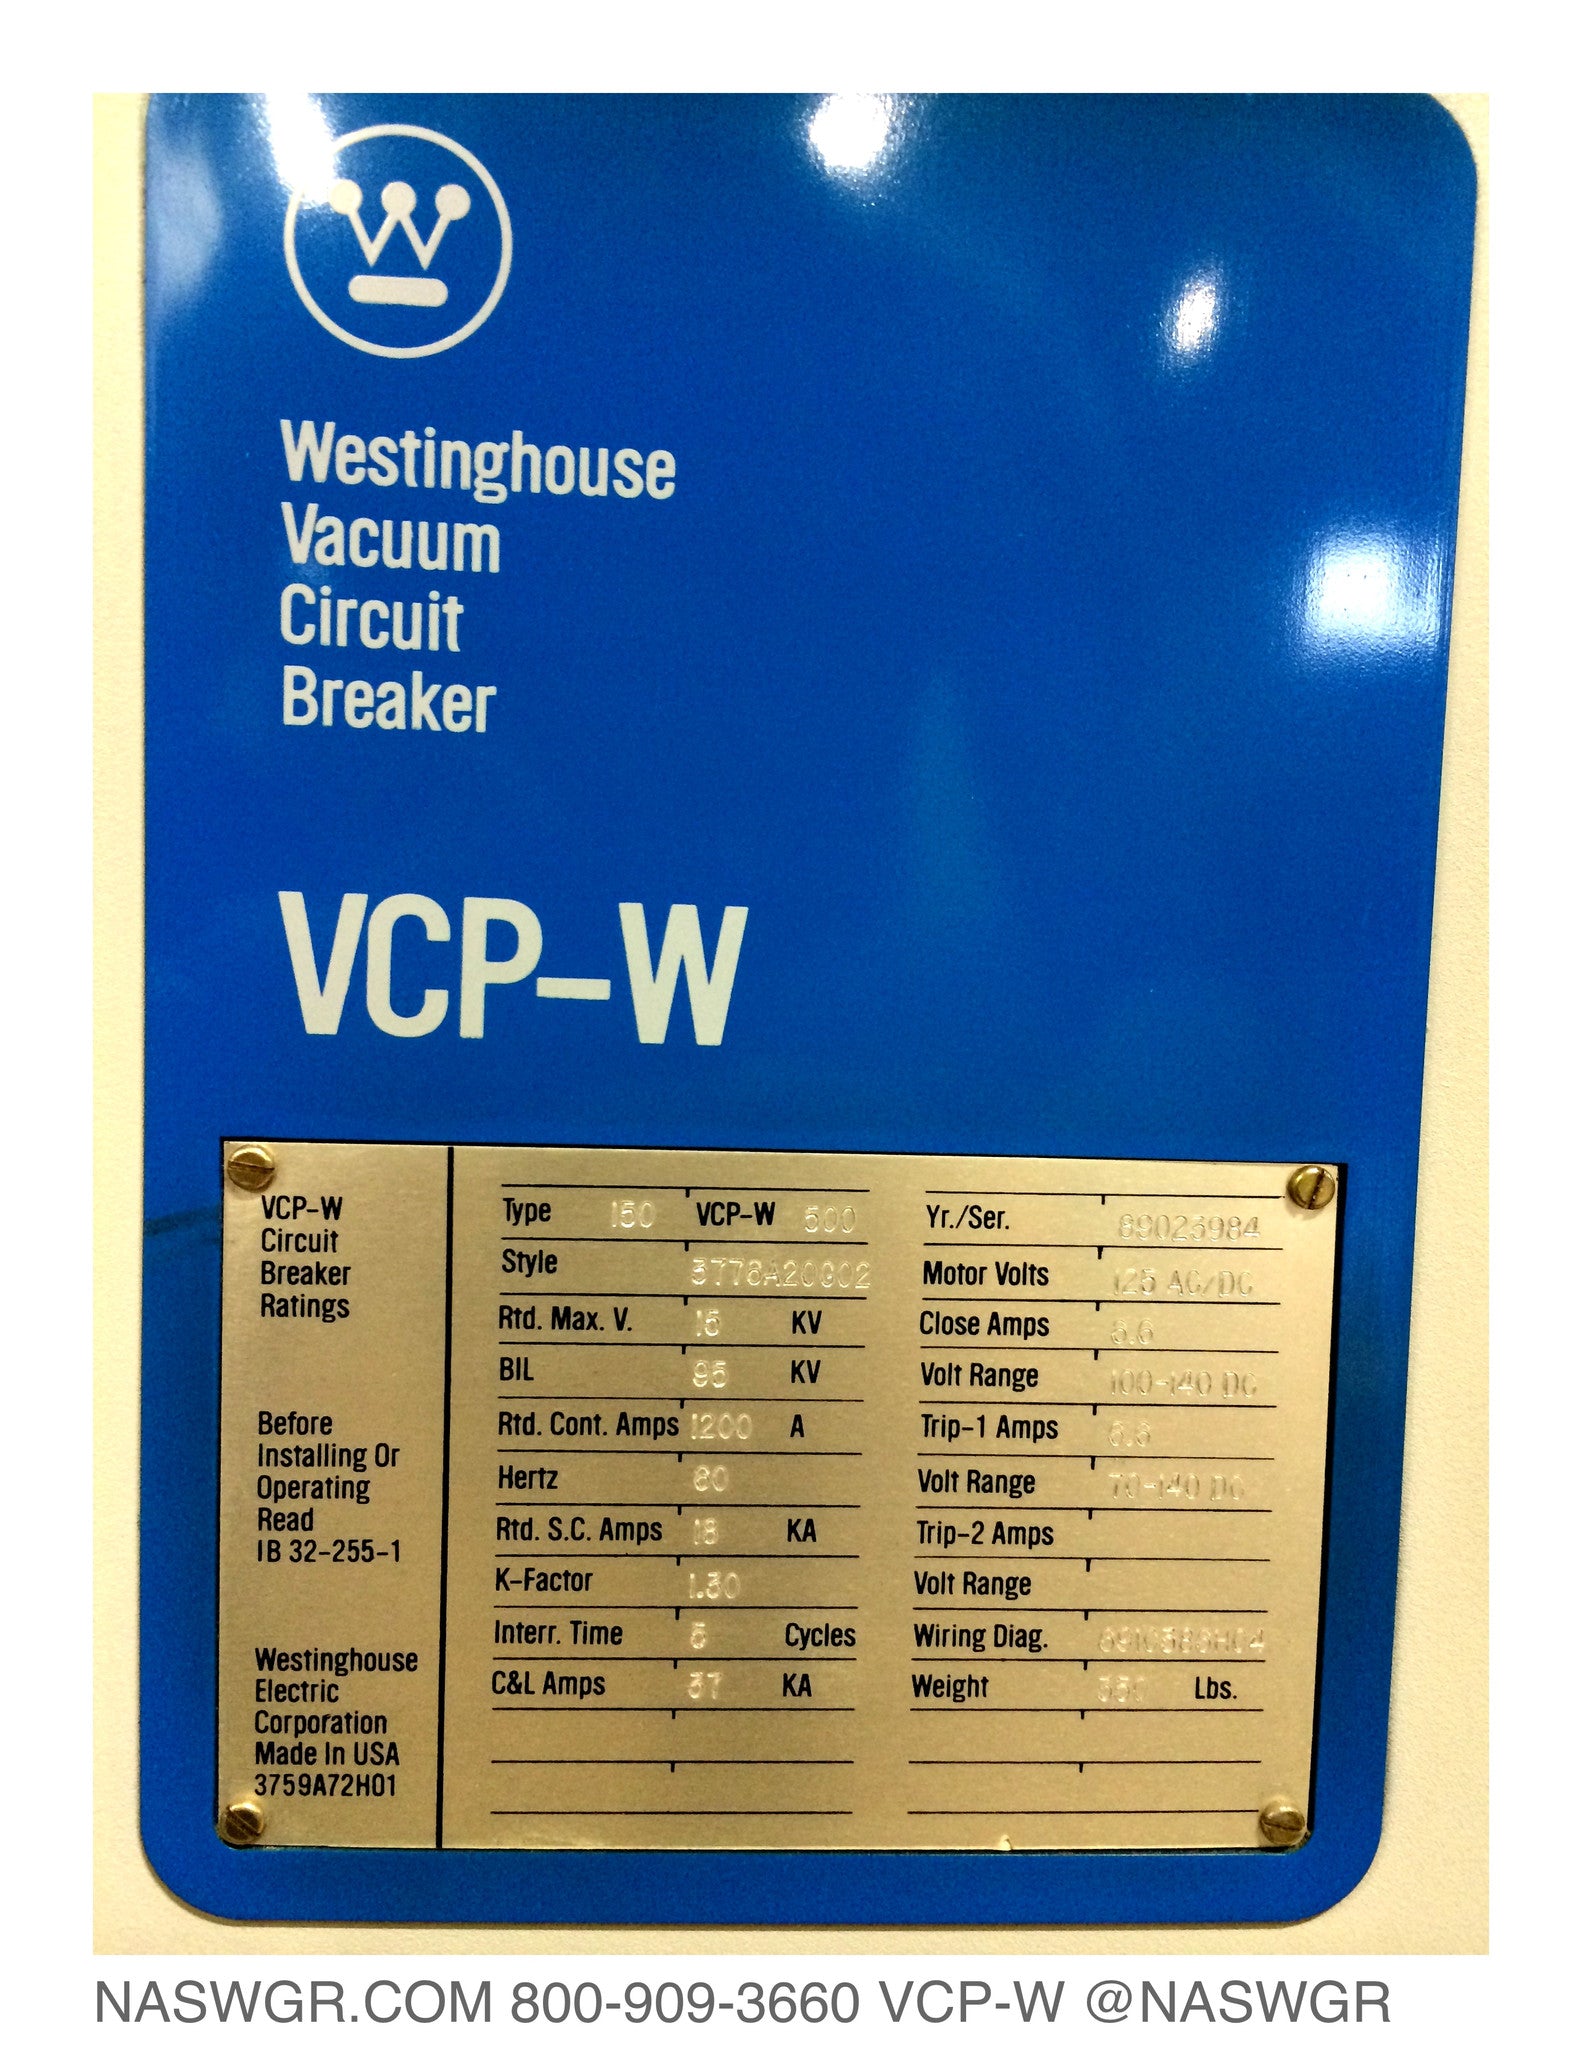 W
Westinghouse
Vacuum
Circuit
Breaker
VCP-W
VCP-W
Circuit
Breaker
Ratings
Before
Installing Or
Operating
Read
IB 32-255-1
Westinghouse
Electric
Corporation
Made In USA
3759A72H01
Type 150 VCP-W 500
Style
Rtd. Max. V. 15 KV
BIL 95 KV
Rtd. Cont. Amps 1200 A
Hertz 60
Rtd. S.C. Amps 18 KA
K-Factor 1.30
Interr. Time 5 Cycles
C&L Amps 37 KA
Yr./Ser.
Motor Volts 125 AC/DC
Close Amps
Volt Range 100-140 DC
Trip-1 Amps
Volt Range 70-140 DC
Trip-2 Amps
Volt Range
Wiring Diag.
Weight 350 Lbs.
NASWGR.COM 800-909-3660 VCP-W @NASWGR